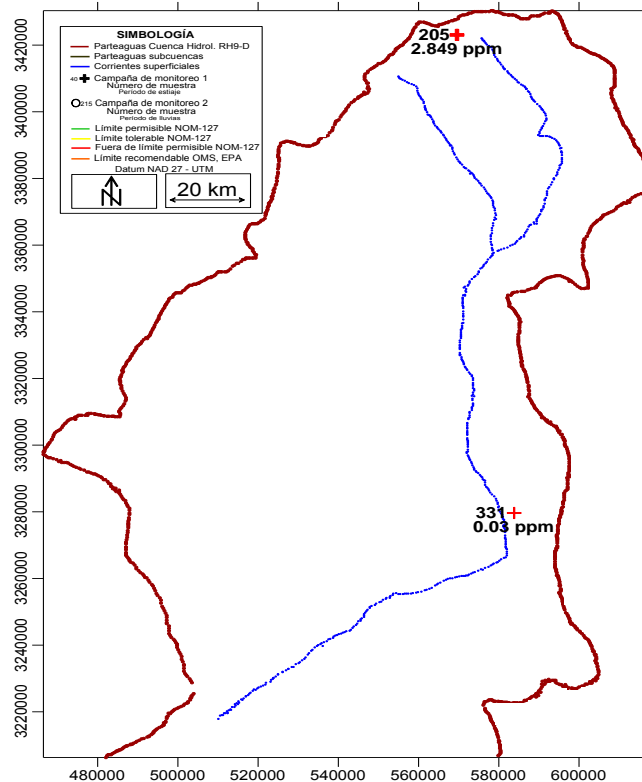 SIMBOLOGÍA
Parteaguas Cuenca Hidrol. RH9-D
Parteaguas subcuencas
Corrientes superficiales
40 Campaña de monitoreo 1
Número de muestra
Período de estiaje
215 Campaña de monitoreo 2
Número de muestra
Período de lluvias
Límite permisible NOM-127
Límite tolerable NOM-127
Fuera de límite permisible NOM-127
Límite recomendable OMS, EPA
Datum NAD 27 - UTM
N
20 km
205
2.849 ppm
331
0.03 ppm
3420000
3400000
3380000
3360000
3340000
3320000
3300000
3280000
3260000
3240000
3220000
480000 500000 520000 540000 560000 580000 600000